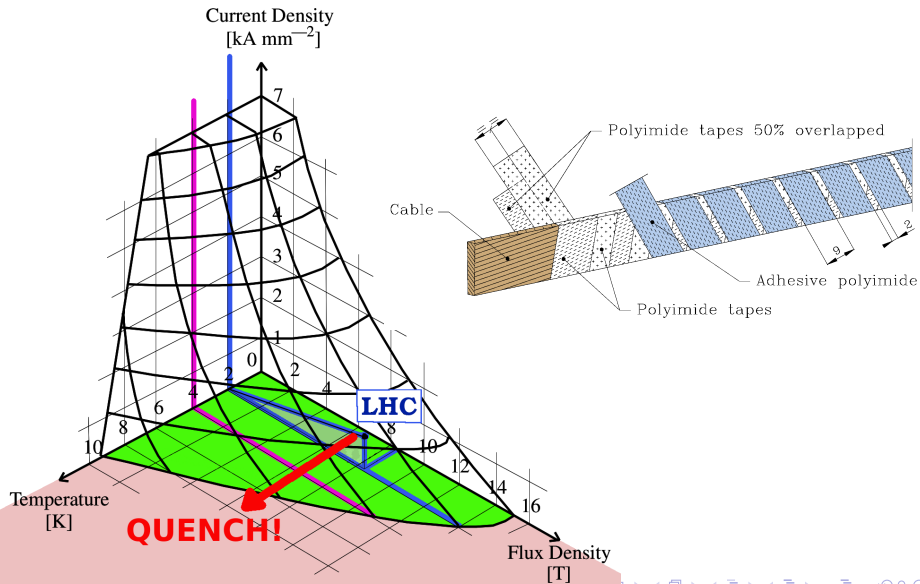 Current Density
[kA mm—2]
7
6
5
4
3
2
1
0
2
4
6
8
10
2
4
8
10
12
14
16
LHC
QUENCH!
Temperature
[K]
Flux Density
[T]
Polyimide tapes 50% overlapped
Cable
Adhesive polyimide
Polyimide tapes
9
2